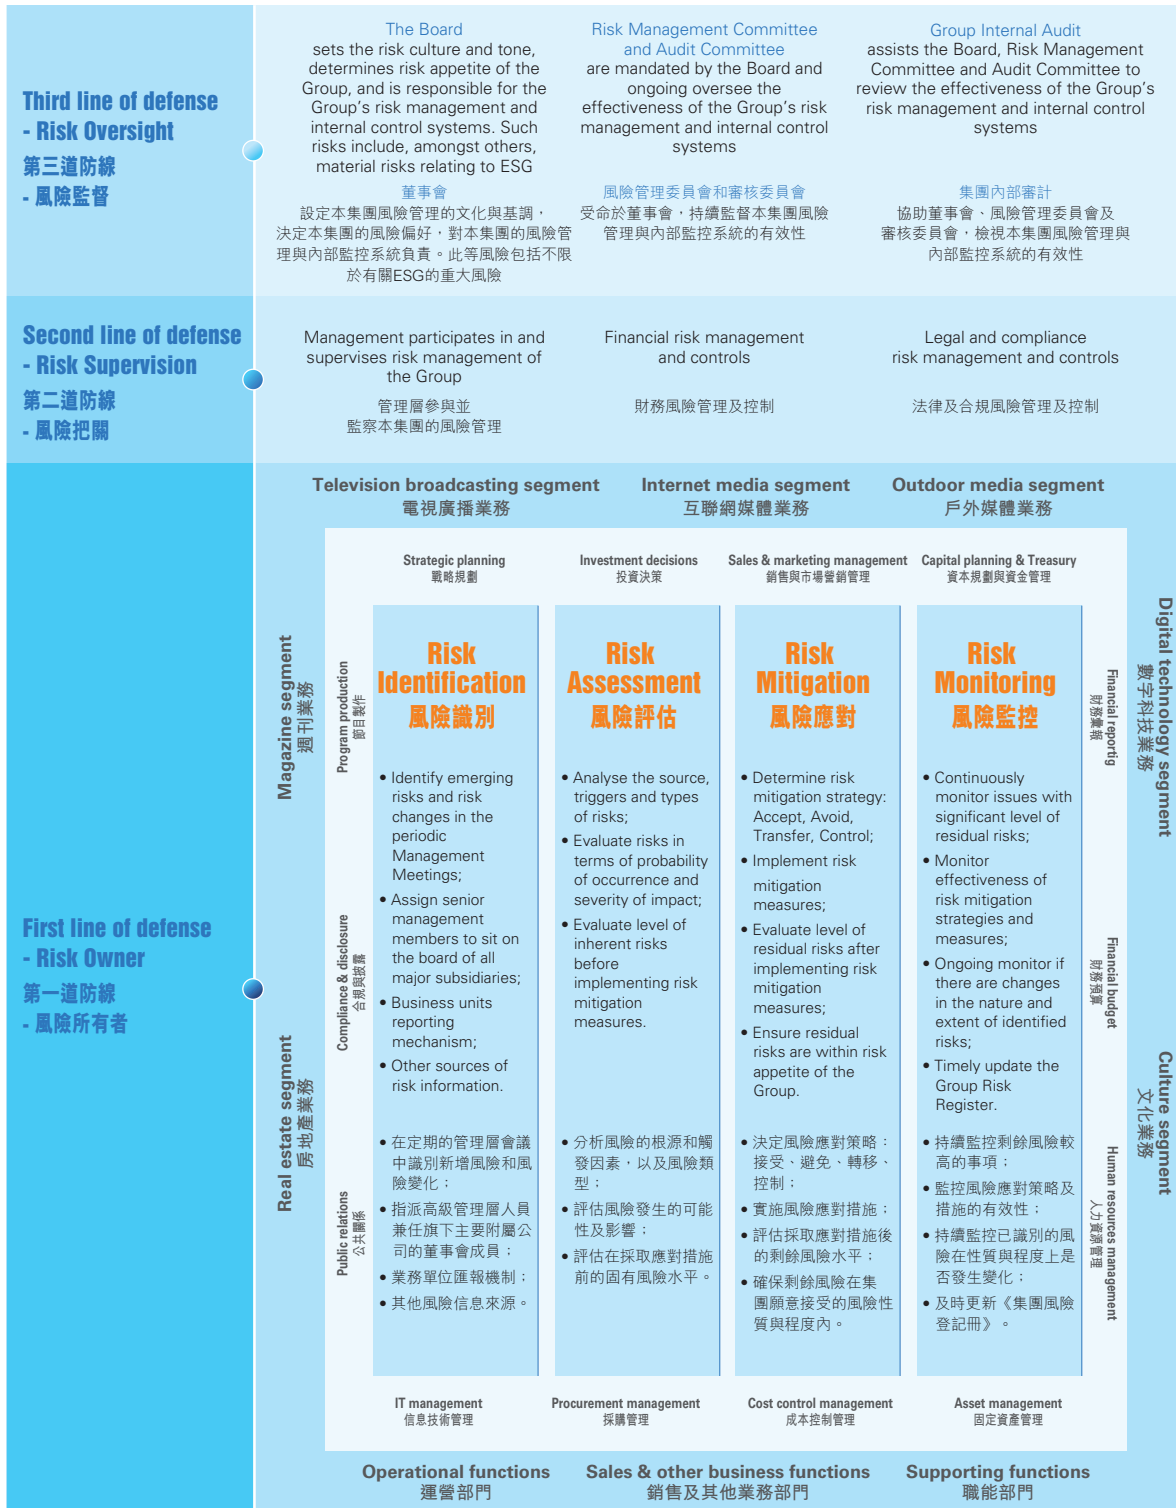 Third line of defense
- Risk Oversight
第三道防線
- 風險監督
The Board
sets the risk culture and tone,
determines risk appetite of the
Group, and is responsible for the
Group's risk management and
internal control systems. Such
risks include, amongst others,
material risks relating to ESG
董事會
設定本集團風險管理的文化與基調，
決定本集團的風險偏好，對本集團的風險管
理與內部監控系統負責。此等風險包括不限
於有關ESG的重大風險
Risk Management Committee
and Audit Committee
are mandated by the Board and
ongoing oversee the
effectiveness of the Group's risk
management and internal control
systems
風險管理委員會和審核委員會
受命於董事會，持續監督本集團風險
管理與內部監控系統的有效性
Group Internal Audit
assists the Board, Risk Management
Committee and Audit Committee to
review the effectiveness of the Group's
risk management and internal control
systems
集團內部審計
協助董事會、風險管理委員會及
審核委員會，檢視本集團風險管理與
內部監控系統的有效性
Second line of defense
- Risk Supervision
第二道防線
- 風險把關
Management participates in and
supervises risk management of
the Group
管理層參與並
監察本集團的風險管理
Financial risk management
and controls
財務風險管理及控制
Legal and compliance
risk management and controls
法律及合規風險管理及控制
First line of defense
- Risk Owner
第一道防線
- 風險所有者
Television broadcasting segment
電視廣播業務
Internet media segment
互聯網媒體業務
Outdoor media segment
戶外媒體業務
Magazine segment
週刊業務
Real estate segment
房地產業務
Strategic planning
戰略規劃
Investment decisions
投資決策
Sales & marketing management
銷售與市場營銷管理
Capital planning & Treasury
資本規劃與資金管理
Program production
節目製作
Compliance & disclosure
合規與披露
Public relations
公共關係
Risk
Identification
風險識別
• Identify emerging
risks and risk
changes in the
periodic
Management
Meetings;
• Assign senior
management
members to sit on
the board of all
major subsidiaries;
• Business units
reporting
mechanism;
• Other sources of
risk information.
• 在定期的管理層會議
中識別新增風險和風
險變化；
• 指派高級管理層人員
兼任旗下主要附屬公
司的董事會成員；
• 業務單位匯報機制；
• 其他風險信息來源。
Risk
Assessment
風險評估
• Analyse the source,
triggers and types
of risks;
• Evaluate risks in
terms of probability
of occurrence and
severity of impact;
• Evaluate level of
inherent risks
before
implementing risk
mitigation
measures.
• 分析風險的根源和觸
發因素，以及風險類
型；
• 評估風險發生的可能
性及影響；
• 評估在採取應對措施
前的固有風險水平。
Risk
Mitigation
風險應對
• Determine risk
mitigation strategy:
Accept, Avoid,
Transfer, Control;
• Implement risk
mitigation
measures;
• Evaluate level of
residual risks after
implementing risk
mitigation
measures;
• Ensure residual
risks are within risk
appetite of the
Group.
• 決定風險應對策略：
接受、避免、轉移、
控制；
• 實施風險應對措施；
• 評估採取應對措施後
的剩餘風險水平；
• 確保剩餘風險在集
團願意接受的風險性
質與程度內。
Risk
Monitoring
風險監控
• Continuously
monitor issues with
significant level of
residual risks;
• Monitor
effectiveness of
risk mitigation
strategies and
measures;
• Ongoing monitor if
there are changes
in the nature and
extent of identified
risks;
• Timely update the
Group Risk
Register.
• 持續監控剩餘風險較
高的事項；
• 監控風險應對策略及
措施的有效性；
• 持續監控已識別的風
險在性質與程度上是
否發生變化；
• 及時更新《集團風險
登記冊》。
Financial reportig
財務彙報
Financial budget
財務預算
Human resources management
人力資源管理
Digital technology segment
數字科技業務
Culture segment
文化業務
IT management
信息技術管理
Procurement management
採購管理
Cost control management
成本控制管理
Asset management
固定資產管理
Operational functions
運營部門
Sales & other business functions
銷售及其他業務部門
Supporting functions
職能部門